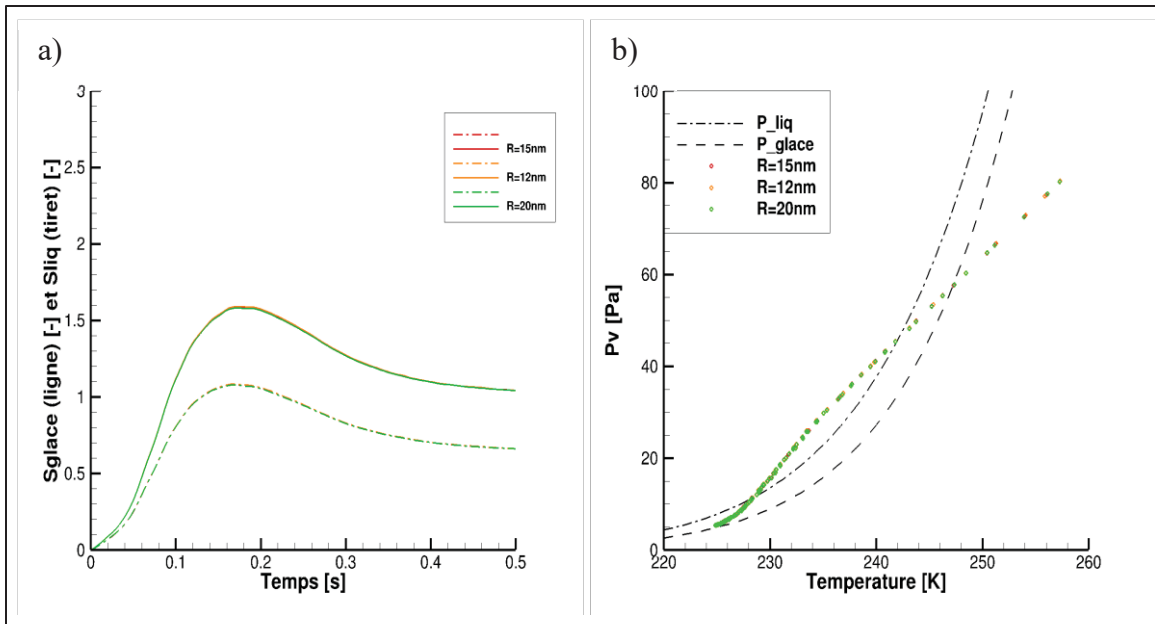 a)
Sglace (ligne) [-] et Sliq (tiret) [-]
3
2.5
2
1.5
1
0.5
0
0
0.1
0.2
0.3
0.4
0.5
Temps [s]
R=15nm
R=12nm
R=20nm
b)
Pv [Pa]
100
80
60
40
20
0
220
230
240
250
260
Temperature [K]
P_liq
P_glace
R=15nm
R=12nm
R=20nm